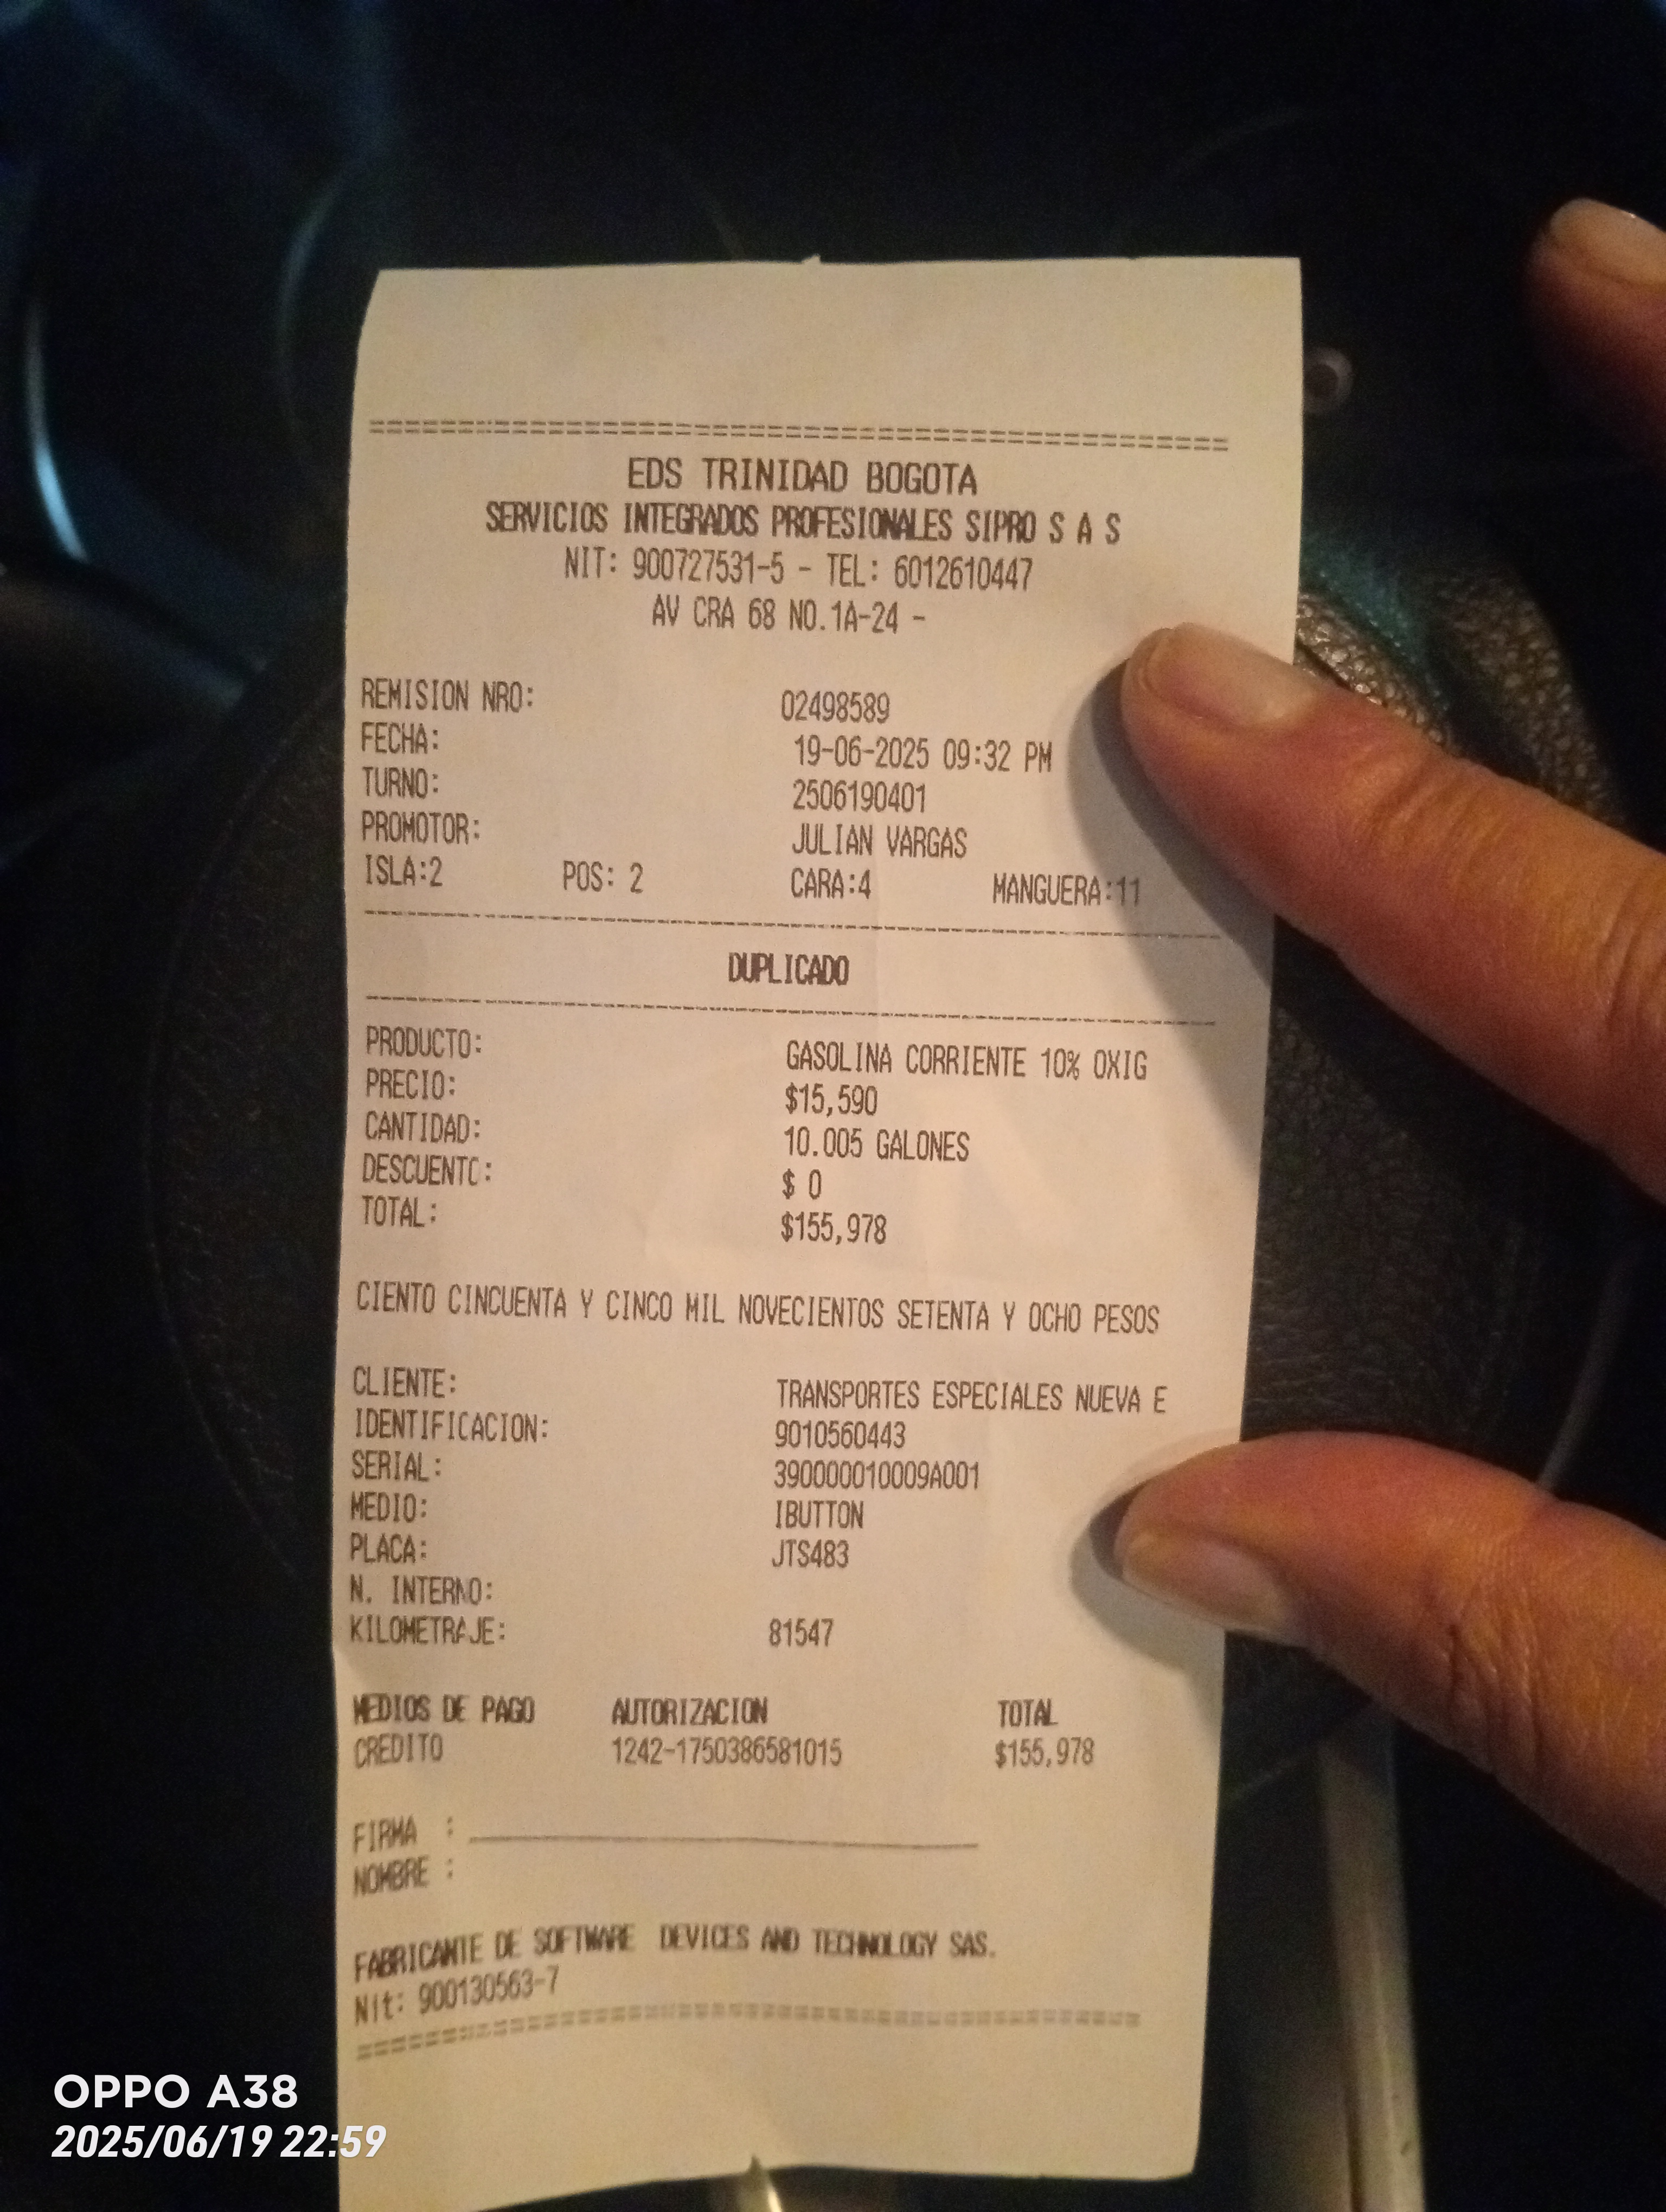 EDS TRINIDAD BOGOTA
SERVICIOS INTEGRADOS PROFESIONALES SIPRO S A S
NIT: 900727531-5 - TEL: 6012610447
AV CRA 68 NO.1A-24 -
REMISION NRO: 02498589
FECHA: 19-06-2025 09:32 PM
TURNO: 2506190401
PROMOTOR: JULIAN VARGAS
ISLA:2 POS: 2 CARA:4 MANGUERA:11
DUPLICADO
PRODUCTO: GASOLINA CORRIENTE 10% OXIG
PRECIO: $15,590
CANTIDAD: 10.005 GALONES
DESCUENTO: $ 0
TOTAL: $155,978
CIENTO CINCUENTA Y CINCO MIL NOVECIENTOS SETENTA Y OCHO PESOS
CLIENTE: TRANSPORTES ESPECIALES NUEVA E
IDENTIFICACION: 9010560443
SERIAL: 390000010009A001
MEDIO: IBUTTON
PLACA: JTS483
N. INTERNO:
KILOMETRAJE: 81547
MEDIOS DE PAGO AUTORIZACION TOTAL
CREDITO 1242-1750386581015 $155,978
FIRMA :
NOMBRE :
FABRICANTE DE SOFTWARE DEVICES AND TECHNOLOGY SAS.
Nit: 900130563-7
OPPO A38
2025/06/19 22:59